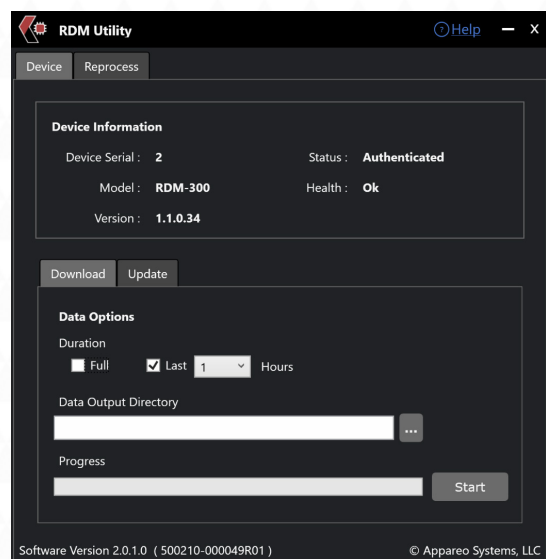 RDM Utility ? Help – X
Device Reprocess
Device Information
Device Serial : 2 Status : Authenticated
Model : RDM-300 Health : Ok
Version : 1.1.0.34
Download Update
Data Options
Duration
Full Last 1 Hours
Data Output Directory
...
Progress
Start
Software Version 2.0.1.0 ( 500210-000049R01 ) © Appareo Systems, LLC